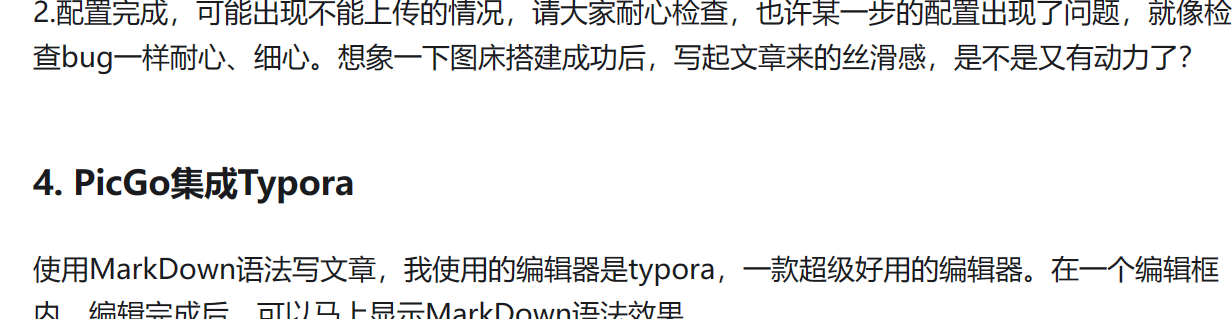 2.配置完成，可能出现不能上传的情况，请大家耐心检查，也许某一步的配置出现了问题，就像检
查bug一样耐心、细心。想象一下图床搭建成功后，写起文章来的丝滑感，是不是又有动力了？
4. PicGo集成Typora
使用MarkDown语法写文章，我使用的编辑器是typora，一款超级好用的编辑器。在一个编辑框
内，编辑完成后，可以马上显示MarkDown语法效果